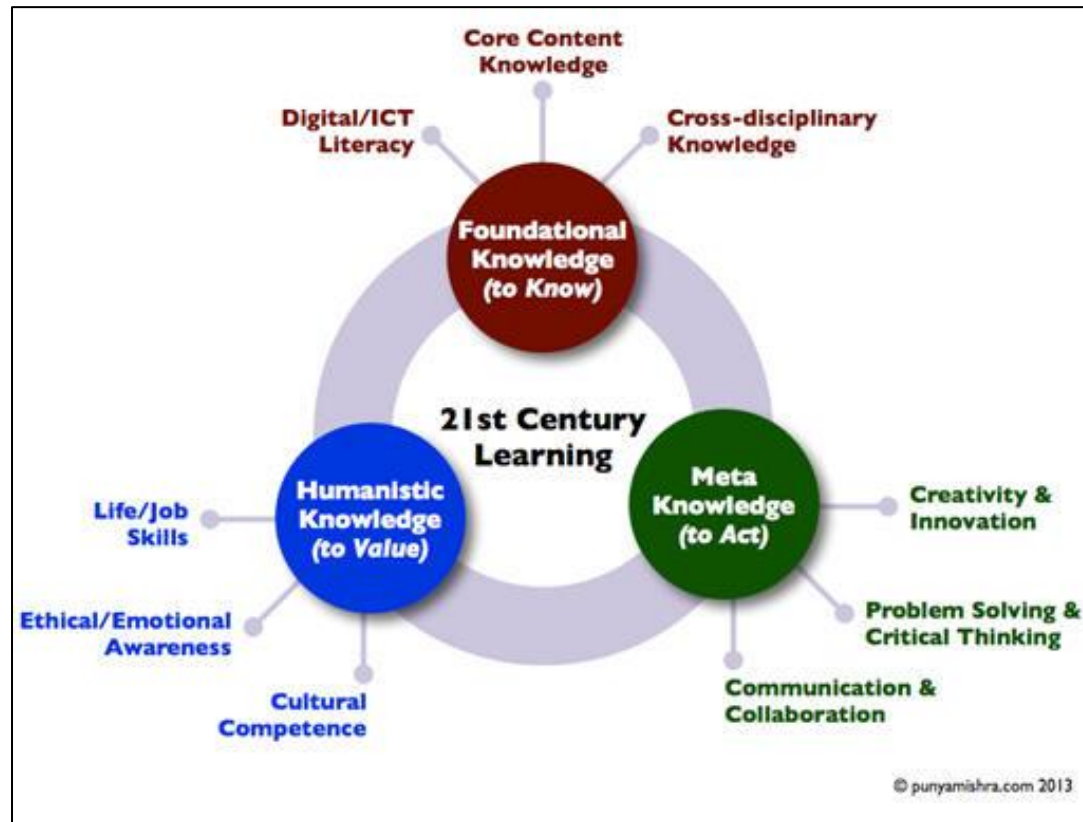 Core Content
Knowledge
Digital/ICT
Literacy
Cross-disciplinary
Knowledge
Foundational
Knowledge
(to Know)
21st Century
Learning
Humanistic
Knowledge
(to Value)
Meta
Knowledge
(to Act)
Life/Job
Skills
Ethical/Emotional
Awareness
Cultural
Competence
Creativity &
Innovation
Problem Solving &
Critical Thinking
Communication &
Collaboration
© punyamishra.com 2013